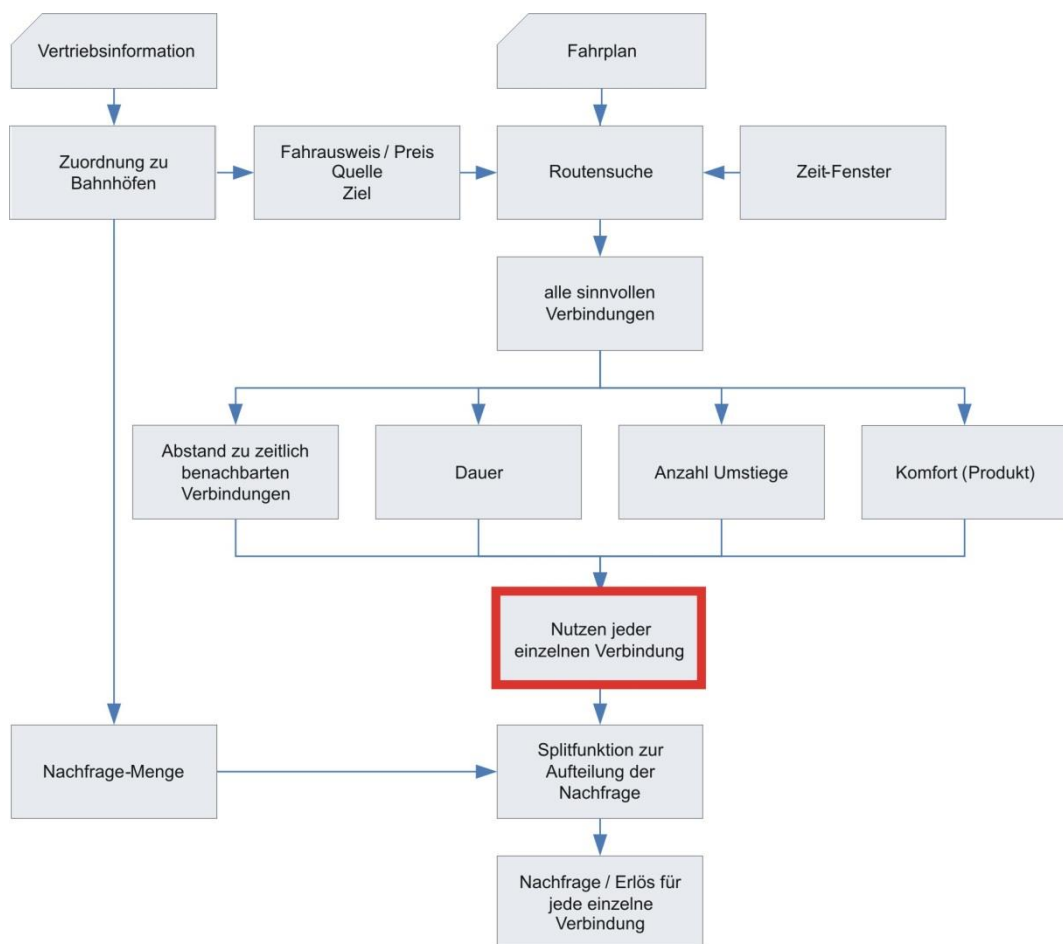 Vertriebsinformation
Fahrplan
Zuordnung zu
Bahnhöfen
Fahrausweis / Preis
Quelle
Ziel
Routensuche
Zeit-Fenster
alle sinnvollen
Verbindungen
Abstand zu zeitlich
benachbarten
Verbindungen
Dauer
Anzahl Umstiege
Komfort (Produkt)
Nutzen jeder
einzelnen Verbindung
Nachfrage-Menge
Splitfunktion zur
Aufteilung der
Nachfrage
Nachfrage / Erlös für
jede einzelne
Verbindung